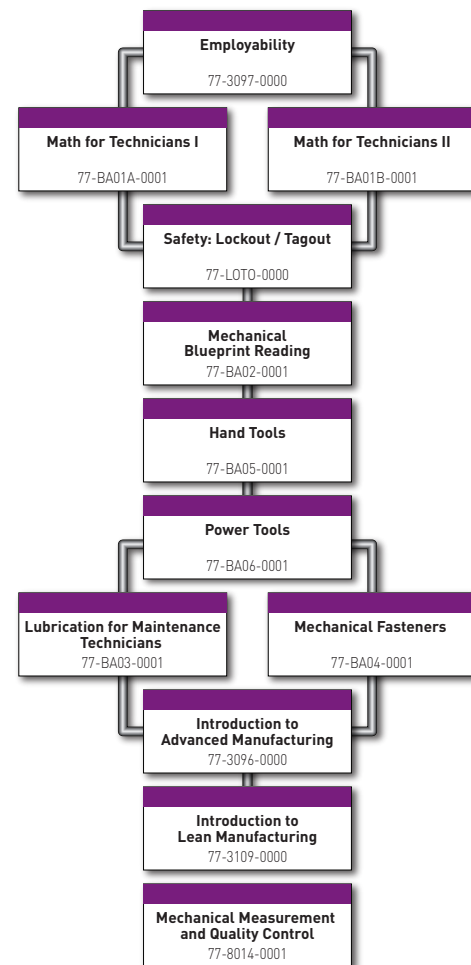 Employability
77-3097-0000
Math for Technicians I
77-BA01A-0001
Math for Technicians II
77-BA01B-0001
Safety: Lockout / Tagout
77-LOTO-0000
Mechanical
Blueprint Reading
77-BA02-0001
Hand Tools
77-BA05-0001
Power Tools
77-BA06-0001
Lubrication for Maintenance
Technicians
77-BA03-0001
Mechanical Fasteners
77-BA04-0001
Introduction to
Advanced Manufacturing
77-3096-0000
Introduction to
Lean Manufacturing
77-3109-0000
Mechanical Measurement
and Quality Control
77-8014-0001